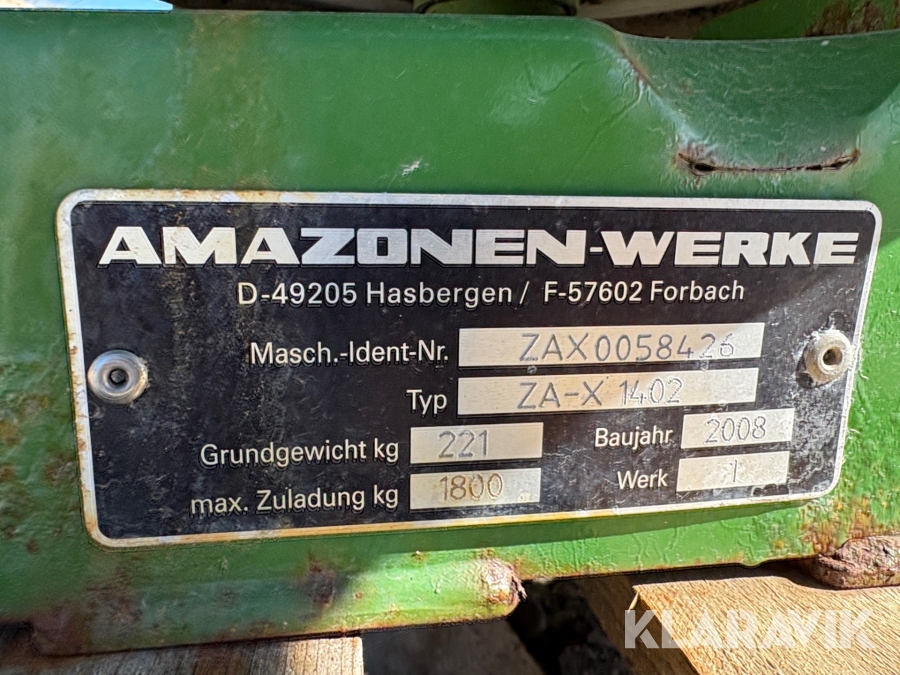 AMAZONEN-WERKE
D-49205 Hasbergen / F-57602 Forbach
Masch.-Ident-Nr. ZAX0058426
Typ ZA-X 1402
Grundgewicht kg 221 Baujahr 2008
max. Zuladung kg 1800 Werk 1
KLARAVIK